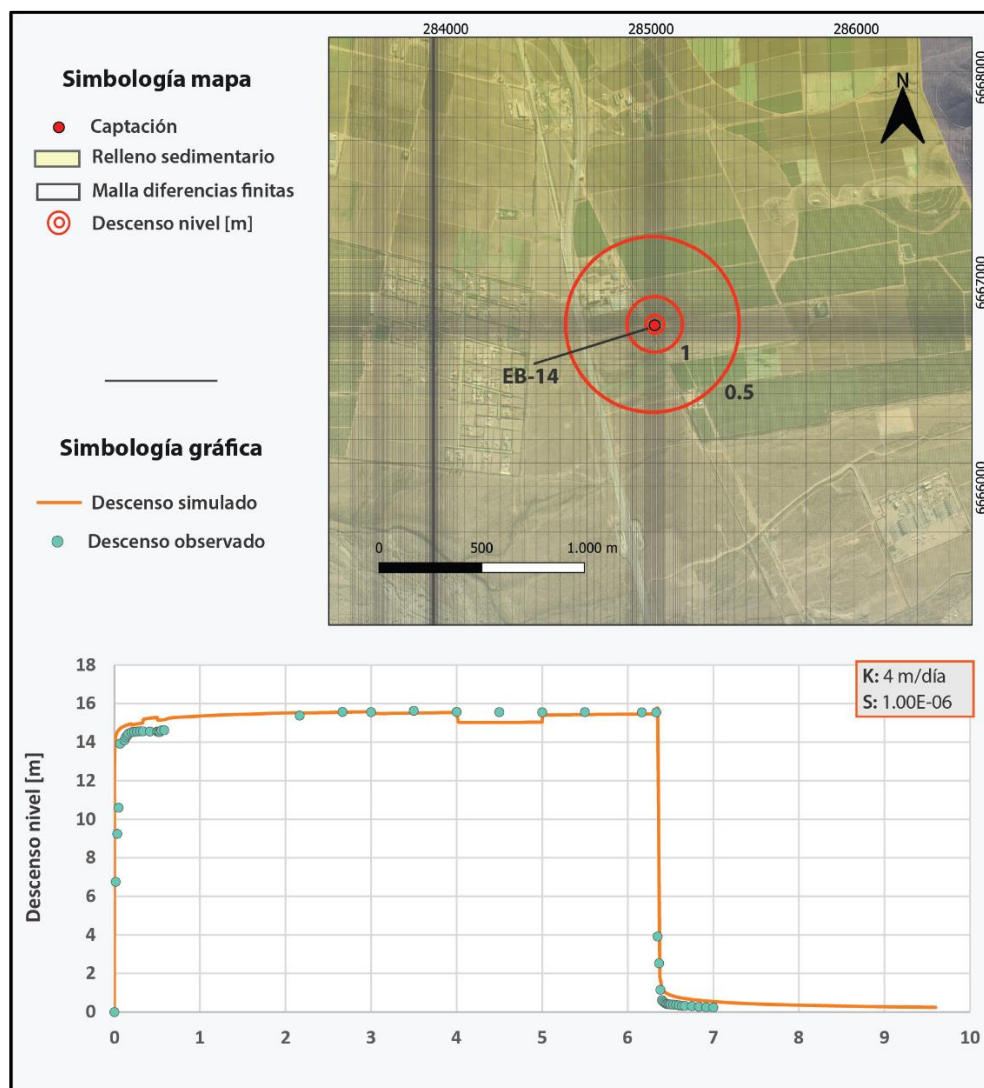 284000 285000 286000
Simbología mapa
Captación
Relleno sedimentario
Malla diferencias finitas
Descenso nivel [m]
N
6668000
6667000
6666000
EB-14
1
0.5
0 500 1.000 m
Simbología gráfica
Descenso simulado
Descenso observado
K: 4 m/día
S: 1.00E-06
Descenso nivel [m]
18
16
14
12
10
8
6
4
2
0
0 1 2 3 4 5 6 7 8 9 10